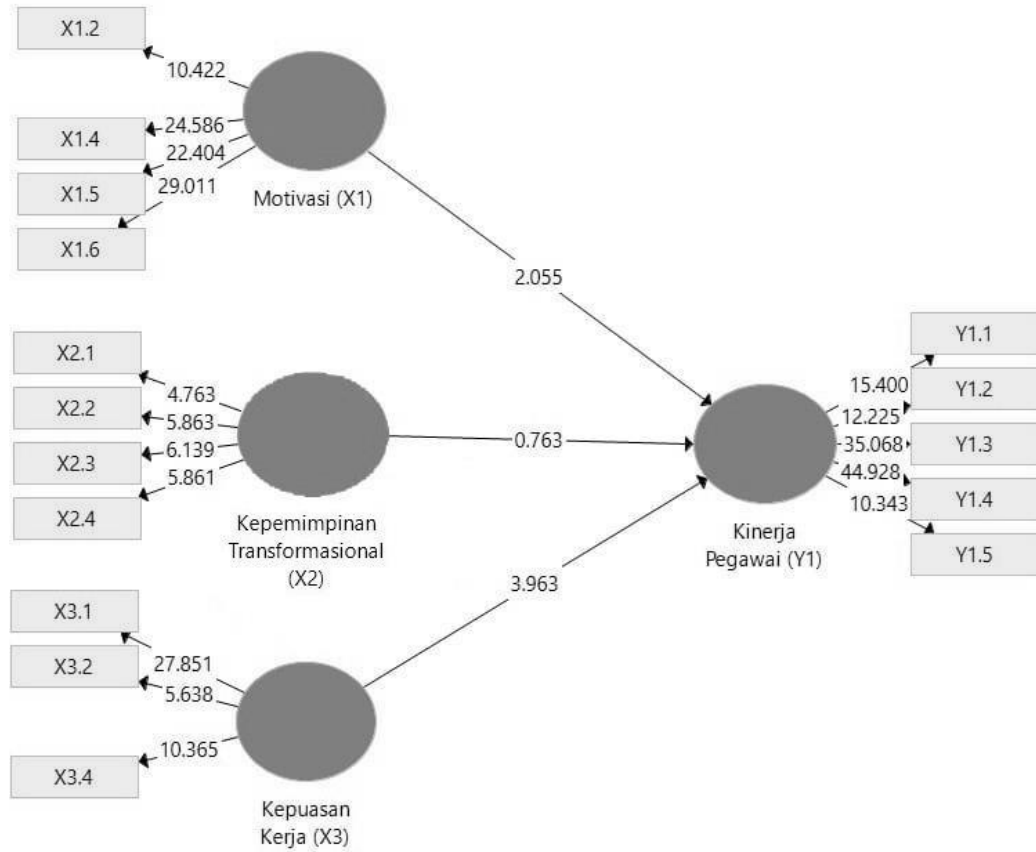 X1.2
10.422
X1.4
24.586
X1.5
22.404
29.011
X1.6
Motivasi (X1)
2.055
X2.1
4.763
X2.2
5.863
X2.3
6.139
5.861
X2.4
Kepemimpinan
Transformasional
(X2)
0.763
Y1.1
15.400
Y1.2
12.225
35.068
Y1.3
44.928
Y1.4
10.343
Y1.5
Kinerja
Pegawai (Y1)
3.963
X3.1
27.851
X3.2
5.638
10.365
X3.4
Kepuasan
Kerja (X3)